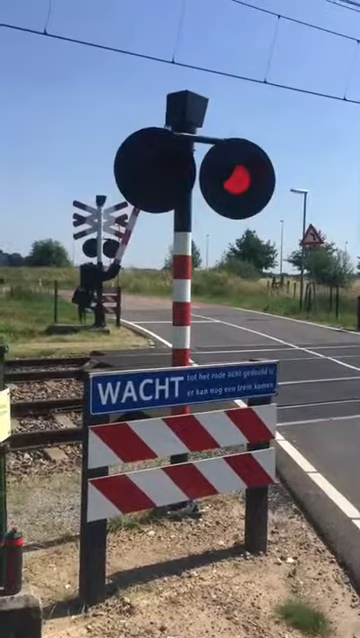 WACHT tot het rode licht gedoofd is
er kan nog een trein komen